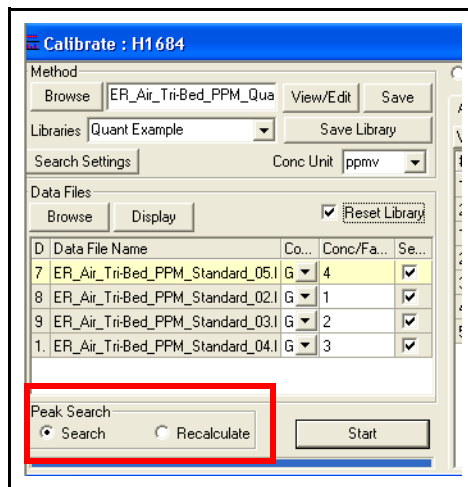 Calibrate : H1684
Method
Browse ER_Air_Tri-Bed_PPM_Qua View/Edit Save
Libraries Quant Example Save Library
Search Settings Conc Unit ppmv
Data Files
Browse Display Reset Library
D Data File Name Co... Conc/Fa... Se...
7 ER_Air_Tri-Bed_PPM_Standard_05.I G 4
8 ER_Air_Tri-Bed_PPM_Standard_02.I G 1
9 ER_Air_Tri-Bed_PPM_Standard_03.I G 2
1. ER_Air_Tri-Bed_PPM_Standard_04.I G 3
Peak Search
Search Recalculate Start